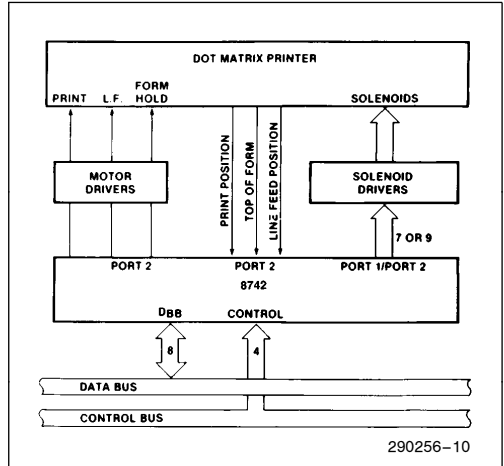 DOT MATRIX PRINTER
PRINT L.F. FORM HOLD SOLENOIDS
MOTOR DRIVERS
PRINT POSITION
TOP OF FORM
LINE FEED POSITION
SOLENOID DRIVERS
7 OR 9
PORT 2 PORT 2 PORT 1/PORT 2
8742
DBB CONTROL
8 4
DATA BUS
CONTROL BUS
290256-10